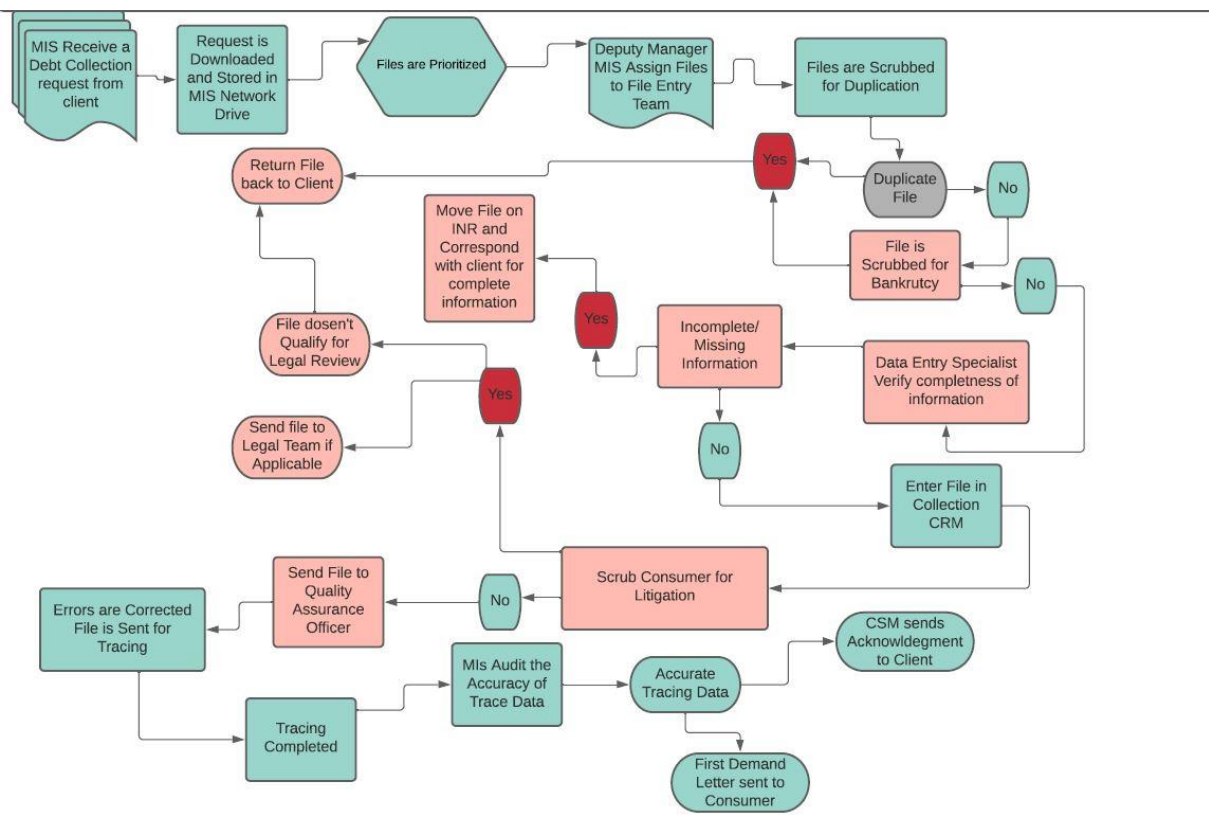 MIS Receive a
Debt Collection
request from
client
Request is
Downloaded
and Stored in
MIS Network
Drive
Files are Prioritized
Deputy Manager
MIS Assign Files
to File Entry
Team
Files are Scrubbed
for Duplication
Return File
back to Client
Yes
Duplicate
File
No
Move File on
INR and
Correspond
with client for
complete
information
File is
Scrubbed for
Bankrutcy
No
File dosen't
Qualify for
Legal Review
Yes
Incomplete/
Missing
Information
Data Entry Specialist
Verify completness of
information
Yes
Send file to
Legal Team if
Applicable
No
Enter File in
Collection
CRM
Errors are Corrected
File is Sent for
Tracing
Send File to
Quality
Assurance
Officer
No
Scrub Consumer for
Litigation
CSM sends
Acknowldegment
to Client
MIs Audit the
Accuracy of
Trace Data
Accurate
Tracing Data
Tracing
Completed
First Demand
Letter sent to
Consumer